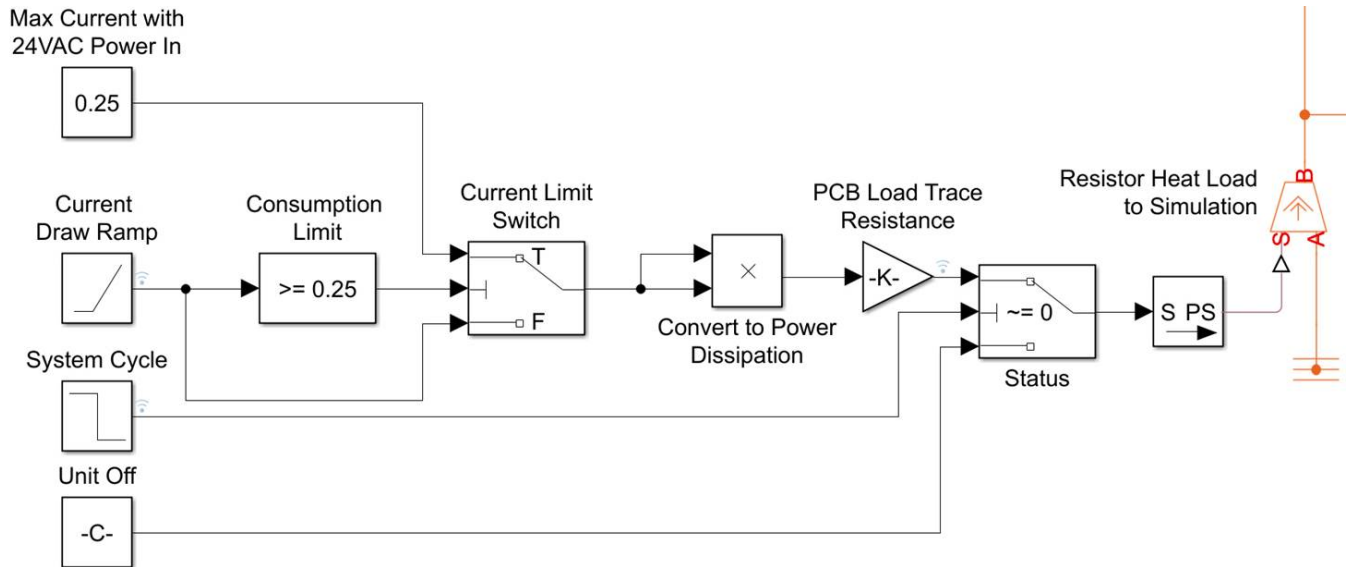 Max Current with
24VAC Power In
0.25
Current
Draw Ramp
Consumption
Limit
>= 0.25
Current Limit
Switch
T
F
×
Convert to Power
Dissipation
PCB Load Trace
Resistance
-K-
~= 0
Status
S PS
Resistor Heat Load
to Simulation
B
S
A
System Cycle
Unit Off
-C-